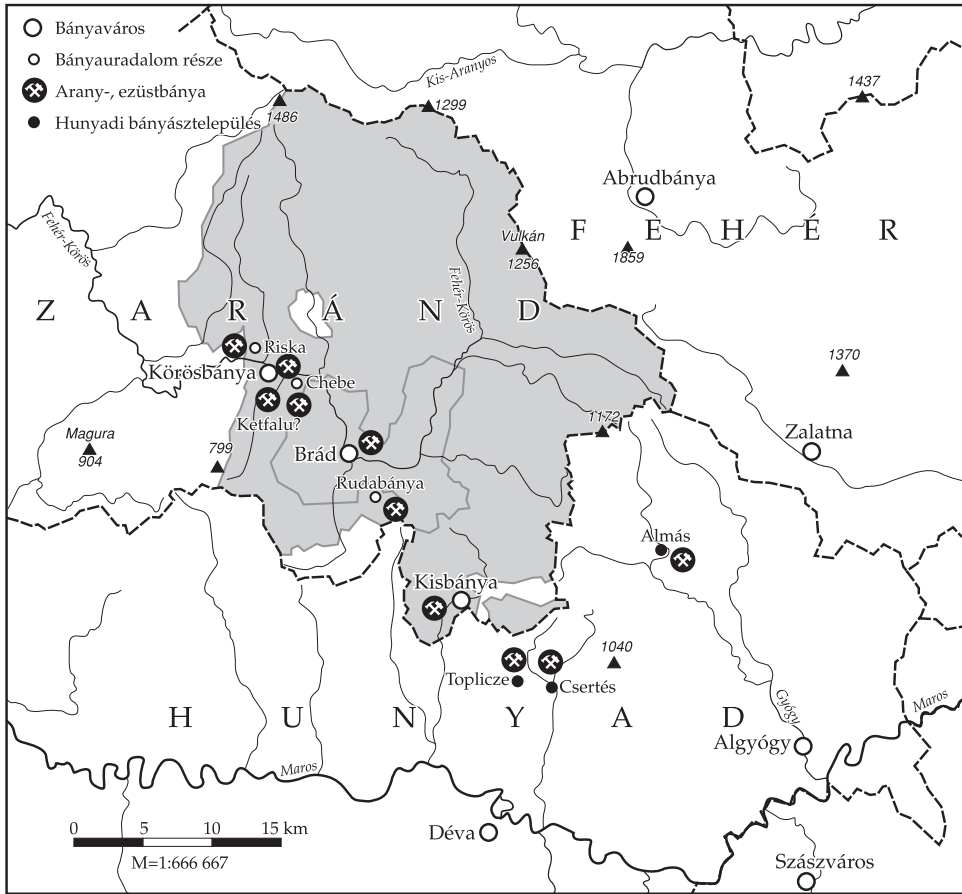 Bányaváros
Bányauradalom része
Arany-, ezüstbánya
Hunyadi bányásztelepülés
Kis-Aranyos
1486
1299
1437
Abrudbánya
F E H É R
Vulkán
1256
1859
Fehér-Körös
Fehér-Körös
Z A R Á N D
Riska
Körösbánya
Chebe
Ketfalu?
1370
Magura
904
799
1172
Brád
Zalatna
Rudabánya
Almás
Kisbánya
1040
Toplicze
Csertés
H U N Y A D
Gyógy
Maros
Algyógy
Maros
0 5 10 15 km
M=1:666 667
Déva
Szászváros